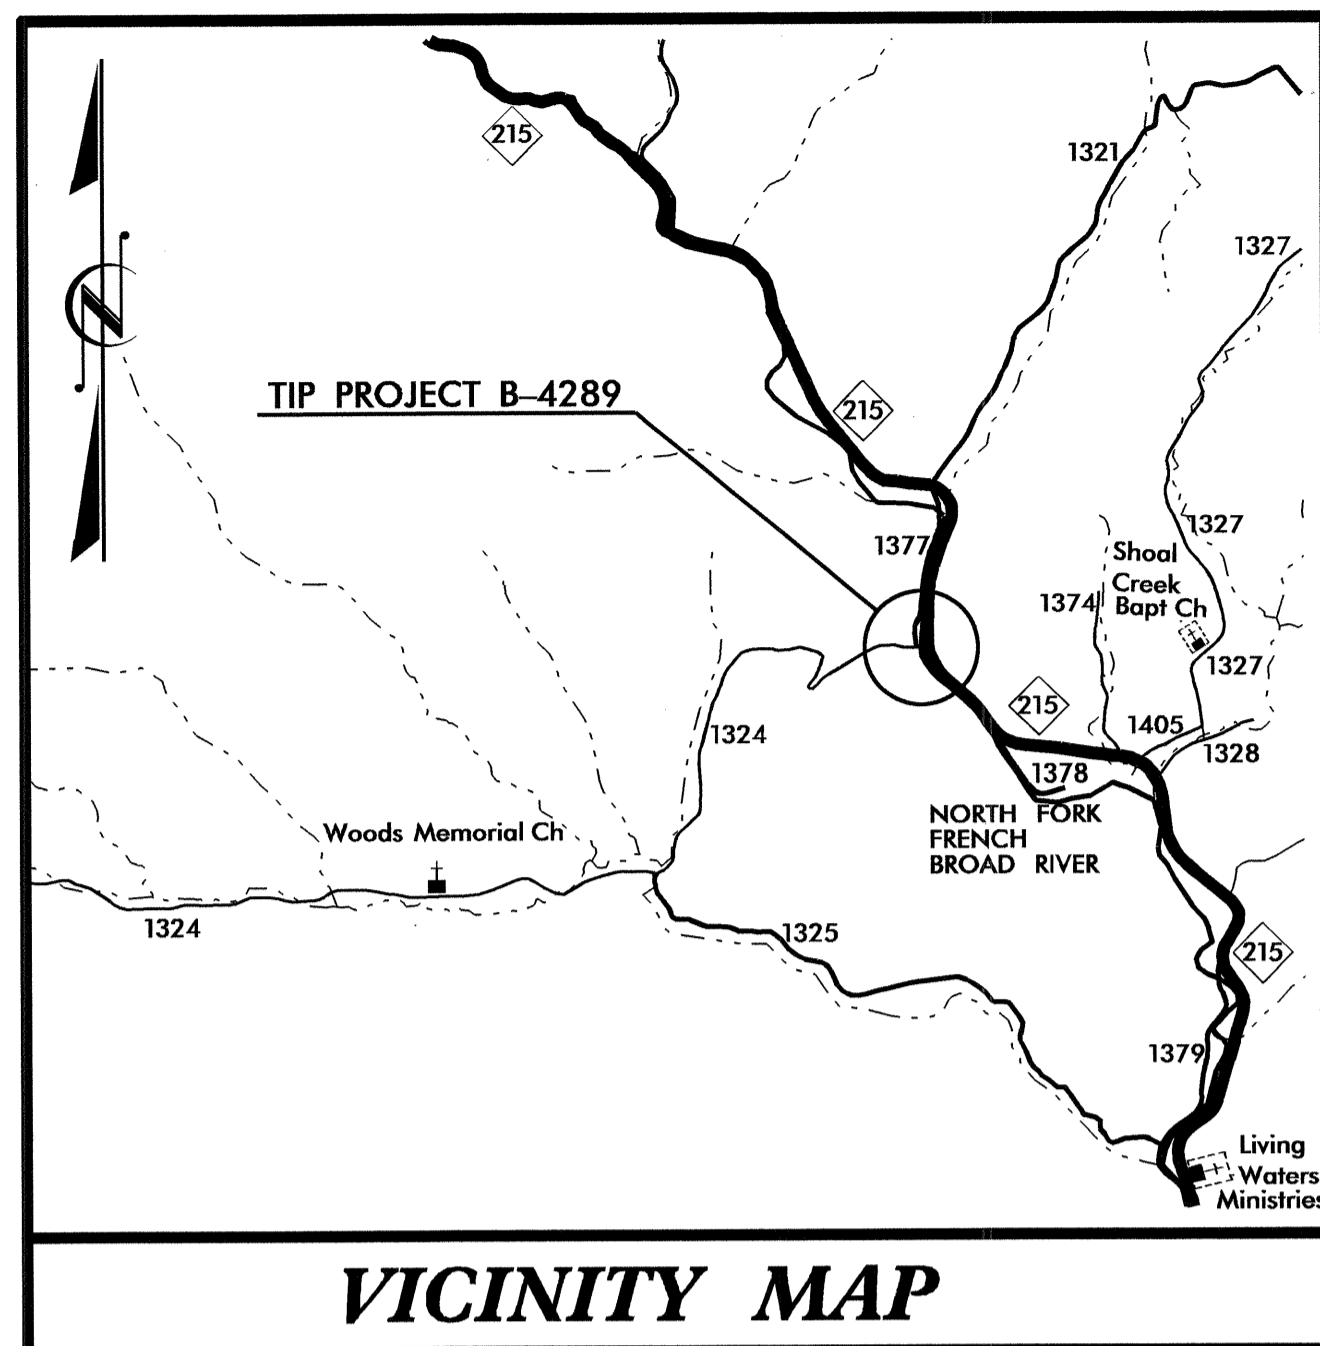 215
1321
1327
TIP PROJECT B-4289
215
1377
1327
Shoal
Creek
Bapt Ch
1374
1327
215
1324
1405
1328
1378
NORTH FORK
FRENCH
BROAD RIVER
Woods Memorial Ch
1324
1325
215
1379
Living
Waters
Ministries
N
VICINITY MAP